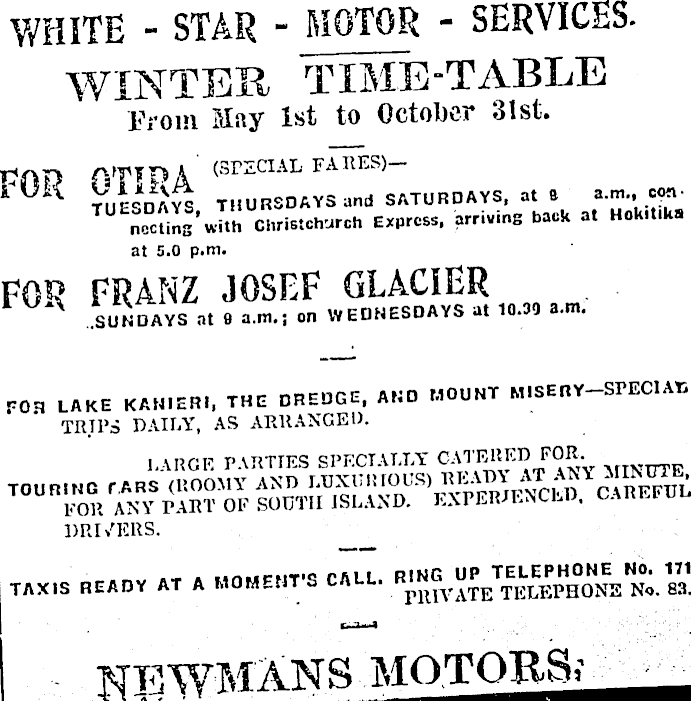 WHITE - STAR - MOTOR - SERVICES.
WINTER TIME-TABLE
From May 1st to October 31st.
FOR OTIRA (SPECIAL FARES)—
TUESDAYS, THURSDAYS and SATURDAYS, at 8 a.m., con-
necting with Christchurch Express, arriving back at Hokitika
at 5.0 p.m.
FOR FRANZ JOSEF GLACIER
SUNDAYS at 9 a.m.; on WEDNESDAYS at 10.30 a.m.
FOR LAKE KANIERI, THE DREDGE, AND MOUNT MISERY—SPECIAL
TRIPS DAILY, AS ARRANGED.
LARGE PARTIES SPECIALLY CATERED FOR.
TOURING CARS (ROOMY AND LUXURIOUS) READY AT ANY MINUTE,
FOR ANY PART OF SOUTH ISLAND. EXPERIENCED, CAREFUL
DRIVERS.
TAXIS READY AT A MOMENT'S CALL. RING UP TELEPHONE No. 171
PRIVATE TELEPHONE No. 83.
NEWMANS MOTORS;